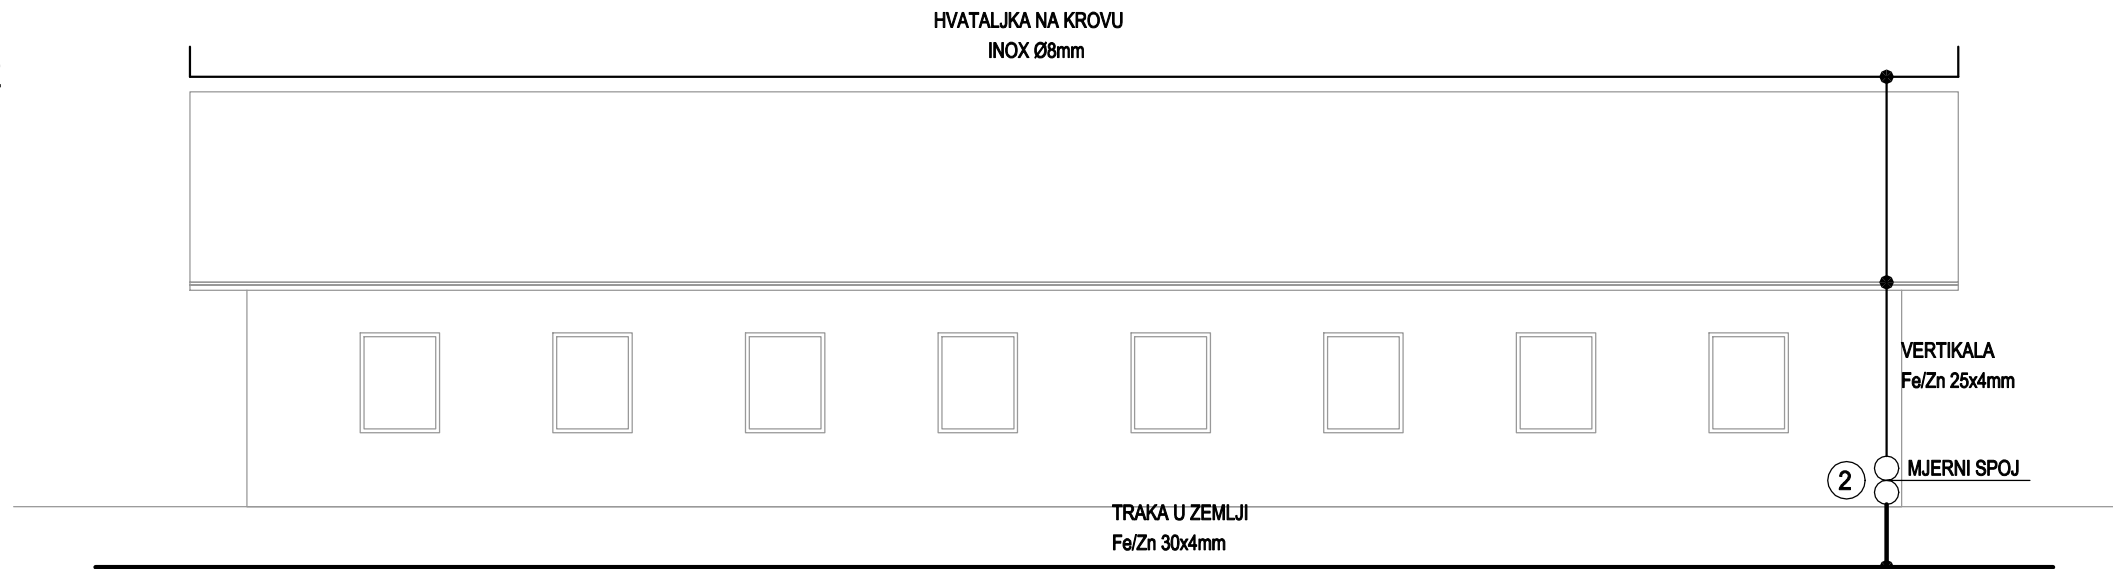 HVATALJKA NA KROVU
INOX Ø8mm
VERTIKALA
Fe/Zn 25x4mm
2
MJERNI SPOJ
TRAKA U ZEMLJI
Fe/Zn 30x4mm